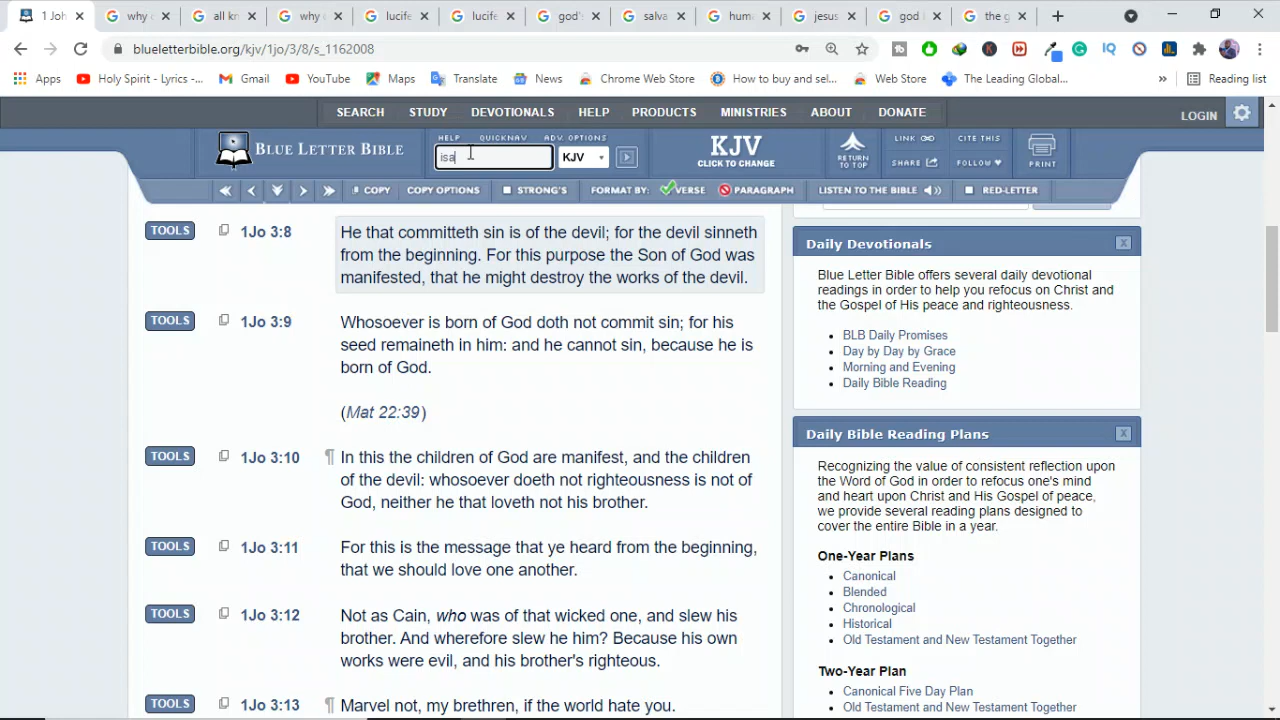 1 Joh
why c
all kn
why c
lucife
lucife
god's
salva
huma
jesus
god l
the g
blueletterbible.org/kjv/1jo/3/8/s_1162008
Apps
Holy Spirit - Lyrics -...
Gmail
YouTube
Maps
Translate
News
Chrome Web Store
How to buy and sel...
Web Store
The Leading Global...
»
Reading list
SEARCH STUDY DEVOTIONALS HELP PRODUCTS MINISTRIES ABOUT DONATE
LOGIN
BLUE LETTER BIBLE
HELP QUICKNAV ADV. OPTIONS
isa
KJV
KJV
CLICK TO CHANGE
RETURN
TO TOP
LINK
CITE THIS
SHARE
FOLLOW
PRINT
COPY COPY OPTIONS STRONG'S FORMAT BY: VERSE PARAGRAPH LISTEN TO THE BIBLE RED-LETTER
TOOLS 1Jo 3:8
He that committeth sin is of the devil; for the devil sinneth
from the beginning. For this purpose the Son of God was
manifested, that he might destroy the works of the devil.
TOOLS 1Jo 3:9
Whosoever is born of God doth not commit sin; for his
seed remaineth in him: and he cannot sin, because he is
born of God.
(Mat 22:39)
TOOLS 1Jo 3:10
¶ In this the children of God are manifest, and the children
of the devil: whosoever doeth not righteousness is not of
God, neither he that loveth not his brother.
TOOLS 1Jo 3:11
For this is the message that ye heard from the beginning,
that we should love one another.
TOOLS 1Jo 3:12
Not as Cain, who was of that wicked one, and slew his
brother. And wherefore slew he him? Because his own
works were evil, and his brother's righteous.
TOOLS 1Jo 3:13
¶ Marvel not, my brethren, if the world hate you.
Daily Devotionals
Blue Letter Bible offers several daily devotional
readings in order to help you refocus on Christ and
the Gospel of His peace and righteousness.
BLB Daily Promises
Day by Day by Grace
Morning and Evening
Daily Bible Reading
Daily Bible Reading Plans
Recognizing the value of consistent reflection upon
the Word of God in order to refocus one's mind
and heart upon Christ and His Gospel of peace,
we provide several reading plans designed to
cover the entire Bible in a year.
One-Year Plans
Canonical
Blended
Chronological
Historical
Old Testament and New Testament Together
Two-Year Plan
Canonical Five Day Plan
Old Testament and New Testament Together